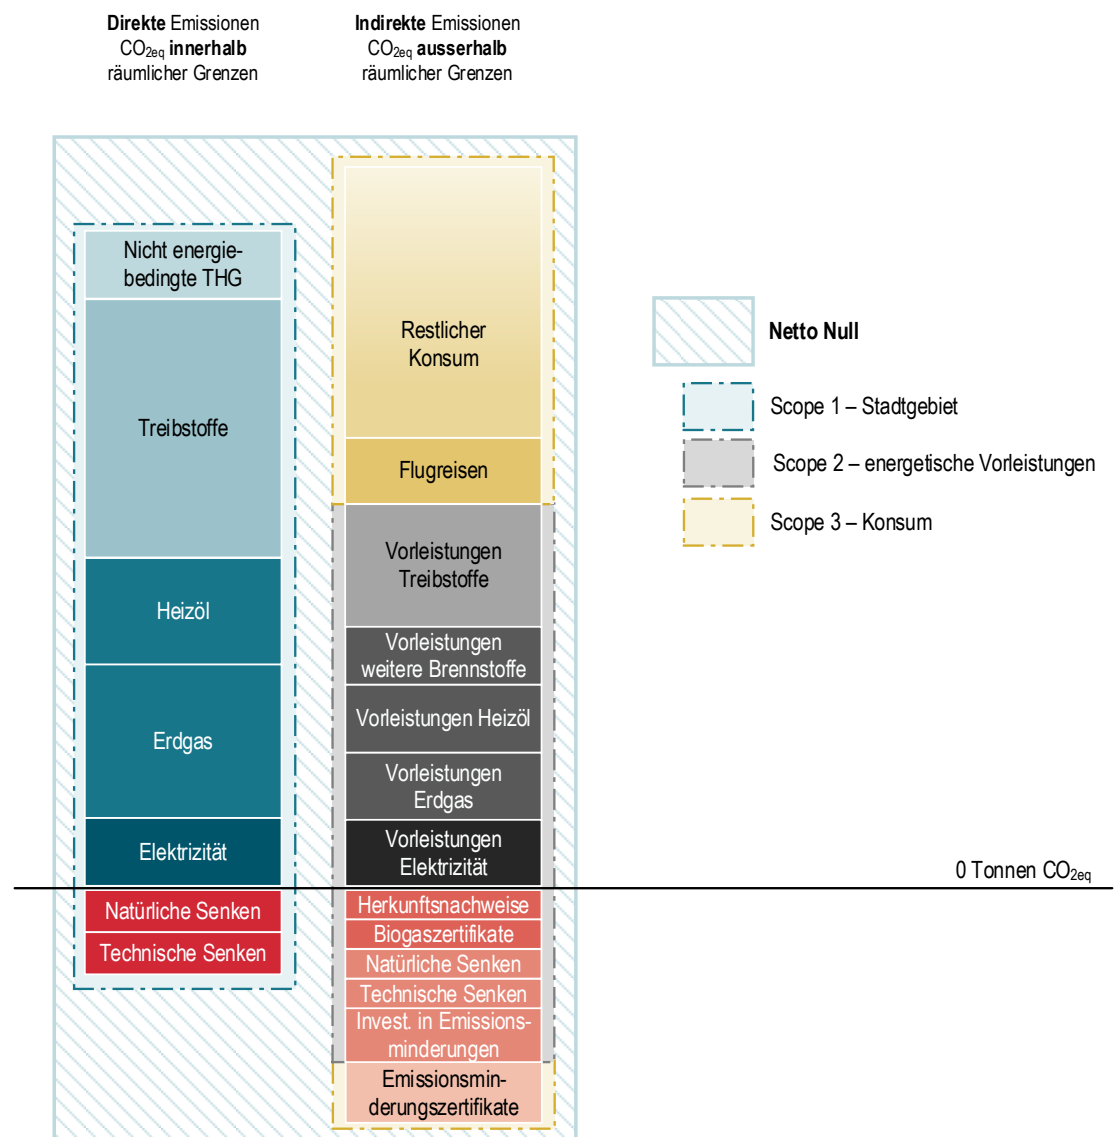 Direkte Emissionen
CO2eq innerhalb
räumlicher Grenzen
Indirekte Emissionen
CO2eq ausserhalb
räumlicher Grenzen
Nicht energie-
bedingte THG
Treibstoffe
Heizöl
Erdgas
Elektrizität
Natürliche Senken
Technische Senken
Restlicher
Konsum
Flugreisen
Vorleistungen
Treibstoffe
Vorleistungen
weitere Brennstoffe
Vorleistungen Heizöl
Vorleistungen
Erdgas
Vorleistungen
Elektrizität
Herkunftsnachweise
Biogaszertifikate
Natürliche Senken
Technische Senken
Invest. in Emissions-
minderungen
Emissionsmin-
derungszertifikate
Netto Null
Scope 1 – Stadtgebiet
Scope 2 – energetische Vorleistungen
Scope 3 – Konsum
0 Tonnen CO2eq